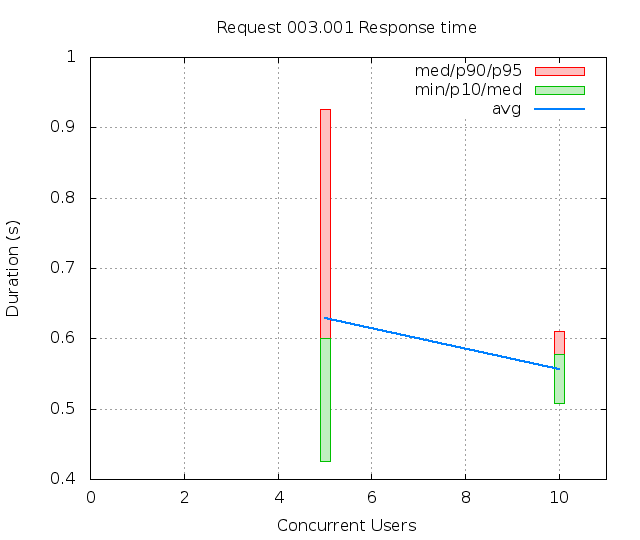 Request 003.001 Response time
med/p90/p95
min/p10/med
avg
1
0.9
0.8
0.7
0.6
0.5
0.4
Duration (s)
0 2 4 6 8 10
Concurrent Users